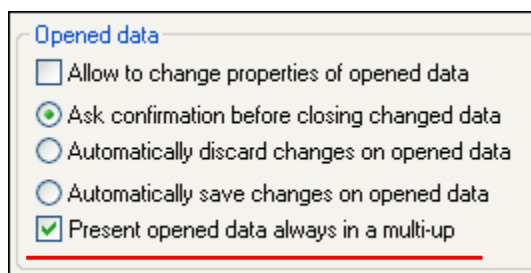 Opened data
Allow to change properties of opened data
Ask confirmation before closing changed data
Automatically discard changes on opened data
Automatically save changes on opened data
Present opened data always in a multi-up